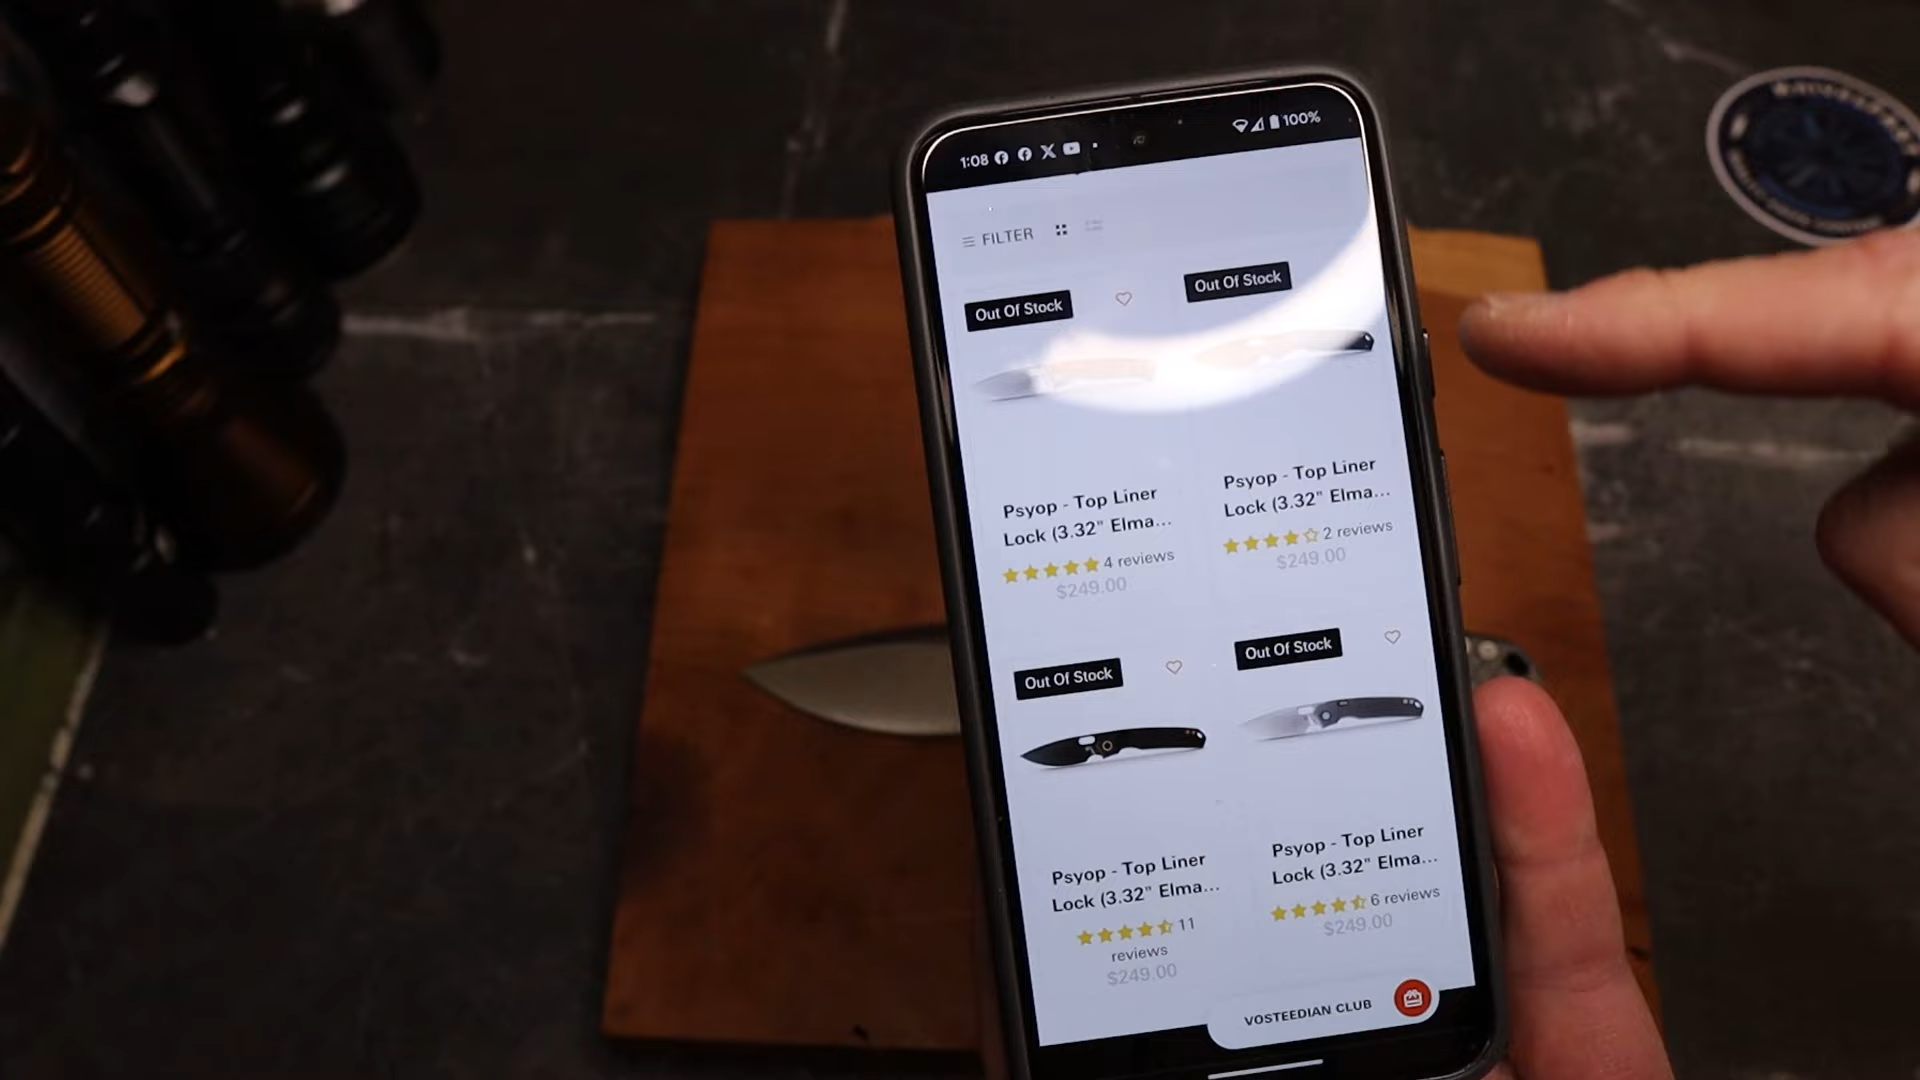 1:08
100%
FILTER
Out Of Stock
Out Of Stock
Psyop - Top Liner
Lock (3.32" Elma...
4 reviews
$249.00
Psyop - Top Liner
Lock (3.32" Elma...
2 reviews
$249.00
Out Of Stock
Out Of Stock
Psyop - Top Liner
Lock (3.32" Elma...
11
reviews
$249.00
Psyop - Top Liner
Lock (3.32" Elma...
6 reviews
$249.00
VOSTEEDIAN CLUB